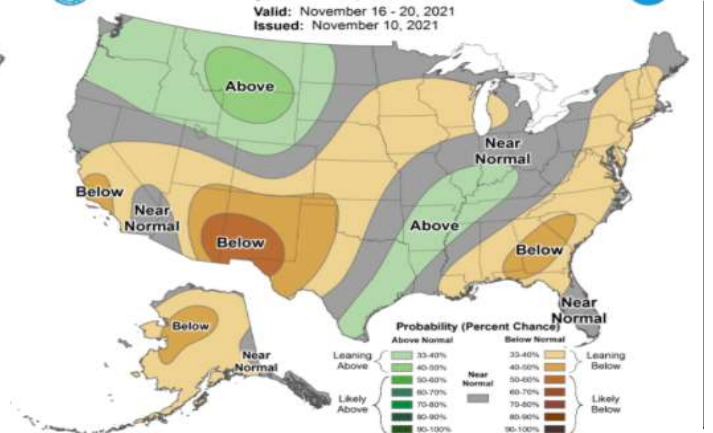 Valid: November 16 - 20, 2021
Issued: November 10, 2021
Above
Near
Normal
Below
Near
Normal
Below
Above
Below
Near
Normal
Below
Near
Normal
Probability (Percent Chance)
Above Normal
Below Normal
Leaning
Above
33-40%
40-50%
Likely
Above
50-60%
60-70%
70-80%
80-90%
90-100%
Near
Normal
33-40%
40-50%
Leaning
Below
50-60%
60-70%
70-80%
80-90%
90-100%
Likely
Below